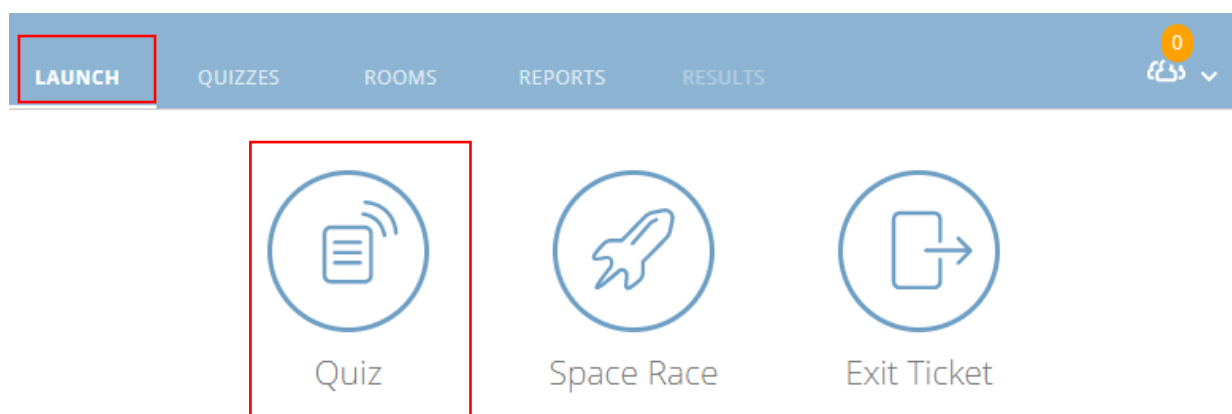 0
LAUNCH QUIZZES ROOMS REPORTS RESULTS
Quiz Space Race Exit Ticket